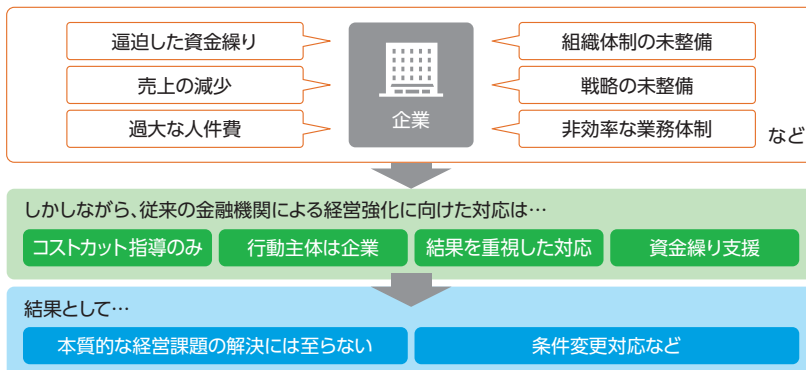 逼迫した資金繰り
組織体制の未整備
売上の減少
戦略の未整備
過大な人件費
企業
非効率な業務体制
など
しかしながら、従来の金融機関による経営強化に向けた対応は…
コストカット指導のみ
行動主体は企業
結果を重視した対応
資金繰り支援
結果として…
本質的な経営課題の解決には至らない
条件変更対応など